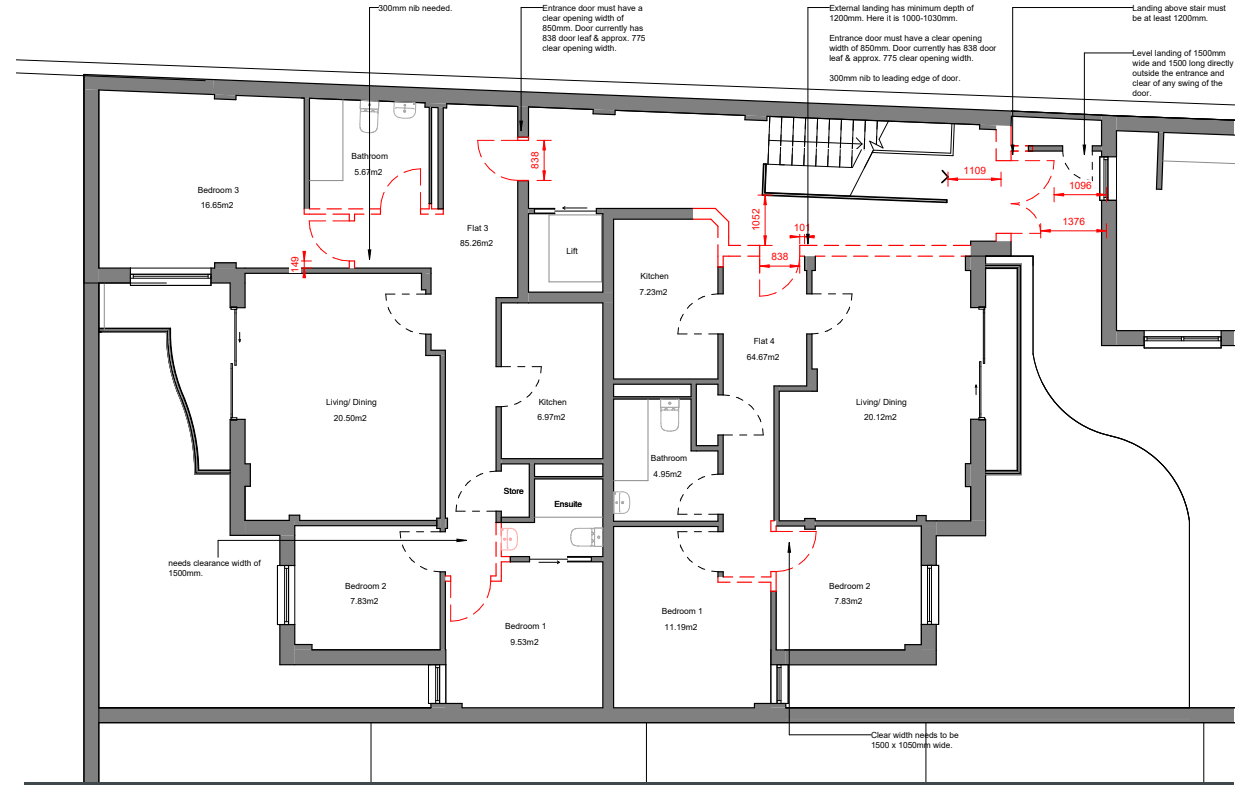 300mm nib needed.
Entrance door must have a
clear opening width of
850mm. Door currently has
838 door leaf & approx. 775
clear opening width.
External landing has minimum depth of
1200mm. Here it is 1000-1030mm.
Entrance door must have a clear opening
width of 850mm. Door currently has 838 door
leaf & approx. 775 clear opening width.
300mm nib to leading edge of door.
Landing above stair must
be at least 1200mm.
Level landing of 1500mm
wide and 1500 long directly
outside the entrance and
clear of any swing of the
door.
Bathroom
5.67m2
838
1109
1096
Bedroom 3
16.65m2
1052
1376
Flat 3
85.26m2
101
Lift
838
149
Kitchen
7.23m2
Flat 4
64.67m2
Living/ Dining
20.50m2
Kitchen
6.97m2
Living/ Dining
20.12m2
Bathroom
4.95m2
Store
Ensuite
needs clearance width of
1500mm.
Bedroom 2
7.83m2
Bedroom 1
9.53m2
Bedroom 1
11.19m2
Bedroom 2
7.83m2
Clear width needs to be
1500 x 1050mm wide.